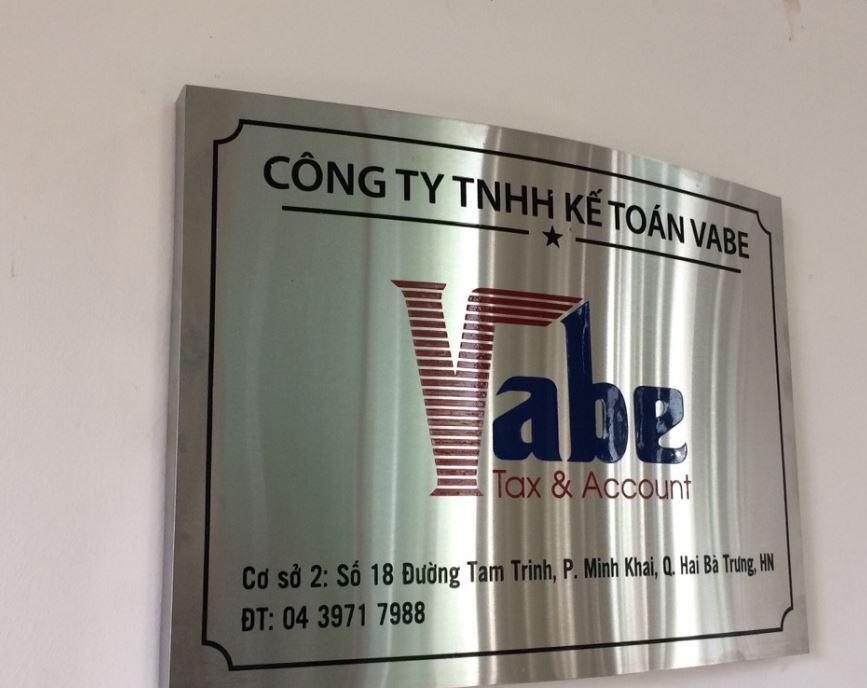 CÔNG TY TNHH KẾ TOÁN VABE
Vabe
Tax & Account
Cơ sở 2: Số 18 Đường Tam Trinh, P. Minh Khai, Q. Hai Bà Trưng, HN
ĐT: 04 3971 7988